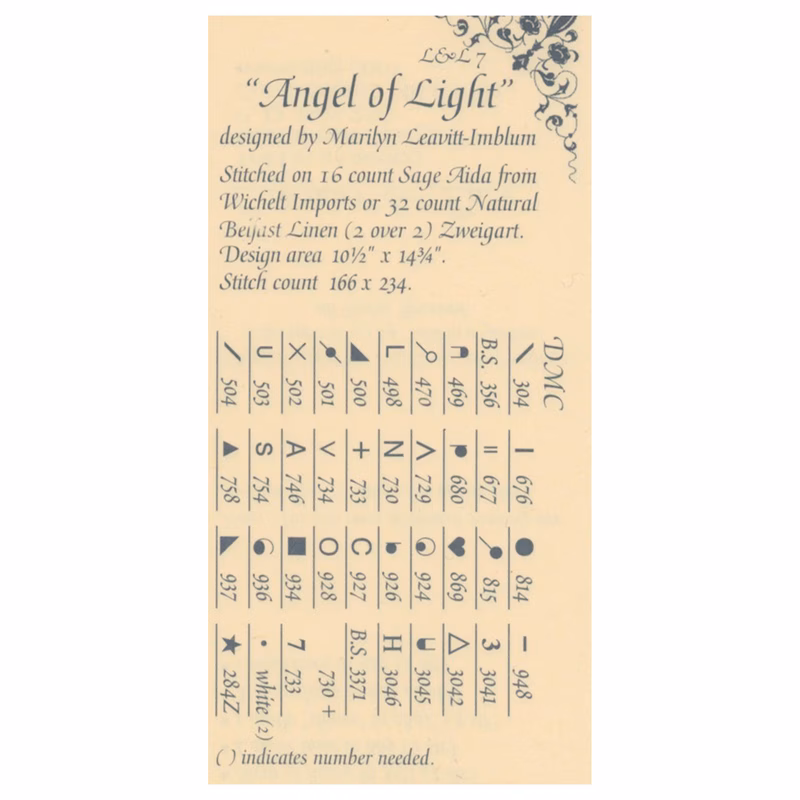 L&L 7
"Angel of Light"
designed by Marilyn Leavitt-Imblum
Stitched on 16 count Sage Aida from
Wichelt Imports or 32 count Natural
Belfast Linen (2 over 2) Zweigart.
Design area 10½" x 14¾".
Stitch count 166 x 234.
DMC
\ 304 I 676 ● 814 – 948
B.S. 356 = 677 815 3 3041
469 680 ♥ 869 △ 3042
470 Λ 729 924 3045
L 498 N 730 926 H 3046
◢ 500 + 733 C 927 B.S. 3371
501 V 734 O 928 730 +
X 502 A 746 ■ 934 7 733
U 503 S 754 936 • white (2)
/ 504 ▲ 758 ◣ 937 ★ 284Z
() indicates number needed.